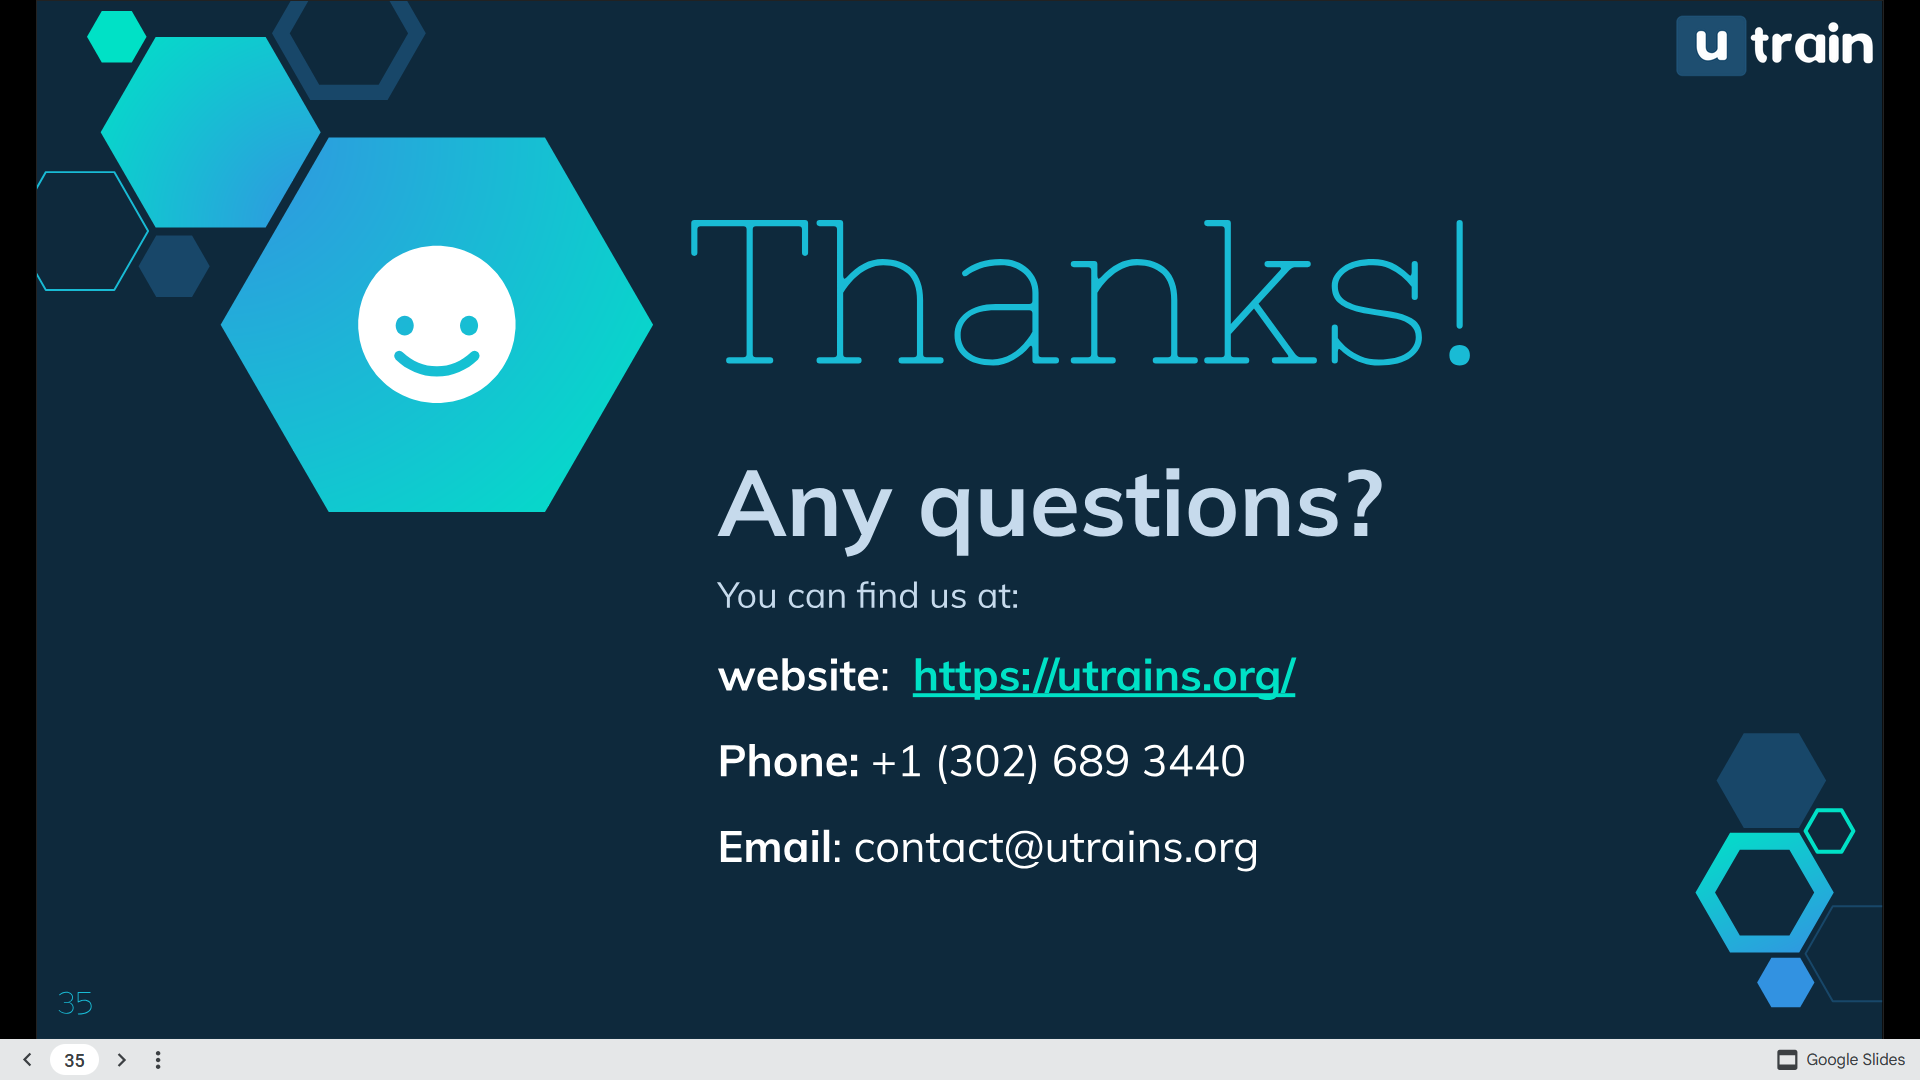 u train
Thanks!
Any questions?
You can find us at:
website: https://utrains.org/
Phone: +1 (302) 689 3440
Email: contact@utrains.org
35
35
Google Slides